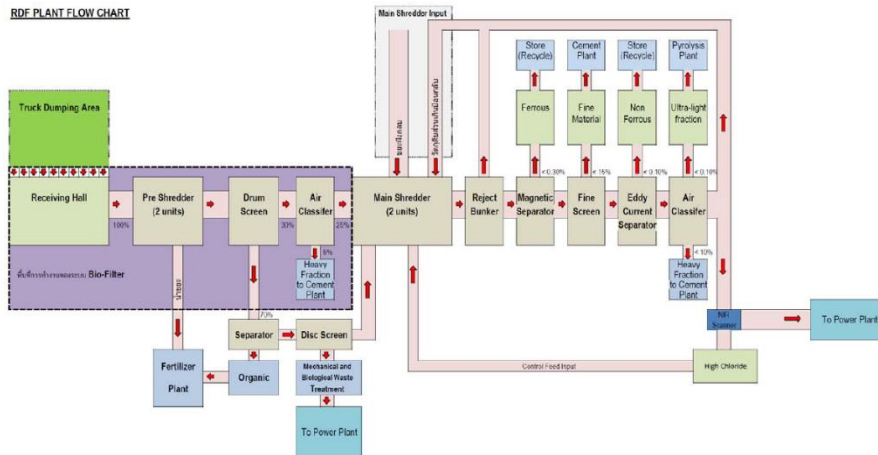 RDF PLANT FLOW CHART
Main Shredder Input
Store
(Recycle)
Cement
Plant
Store
(Recycle)
Pyrolysis
Plant
Truck Dumping Area
Ferrous
Fine
Material
Non
Ferrous
Ultra-light
fraction
< 0.30%
< 15%
< 0.10%
< 0.10%
Receiving Hall
Pre Shredder
(2 units)
Drum
Screen
Air
Classifer
Main Shredder
(2 units)
Reject
Bunker
Magnetic
Separator
Fine
Screen
Eddy
Current
Separator
Air
Classifer
100%
30%
25%
5%
< 10%
Bio-Filter
Heavy
Fraction
to Cement
Plant
Heavy
Fraction
to Cement
Plant
70%
NIR
Scanner
To Power Plant
Separator
Disc Screen
Fertilizer
Plant
Organic
Mechanical and
Biological Waste
Treatment
Control Feed Input
High Chloride
To Power Plant